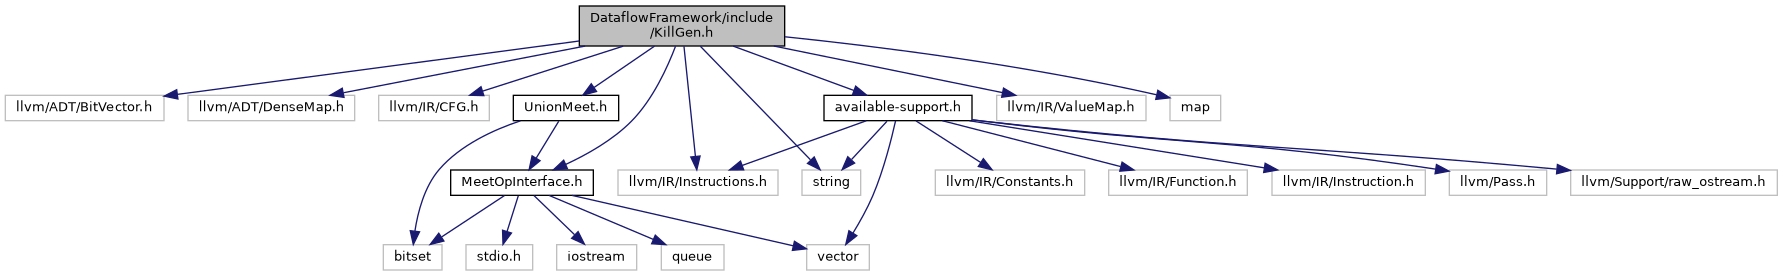 DataflowFramework/include
/KillGen.h
llvm/ADT/BitVector.h
llvm/ADT/DenseMap.h
llvm/IR/CFG.h
UnionMeet.h
available-support.h
llvm/IR/ValueMap.h
map
MeetOpInterface.h
llvm/IR/Instructions.h
string
llvm/IR/Constants.h
llvm/IR/Function.h
llvm/IR/Instruction.h
llvm/Pass.h
llvm/Support/raw_ostream.h
bitset
stdio.h
iostream
queue
vector